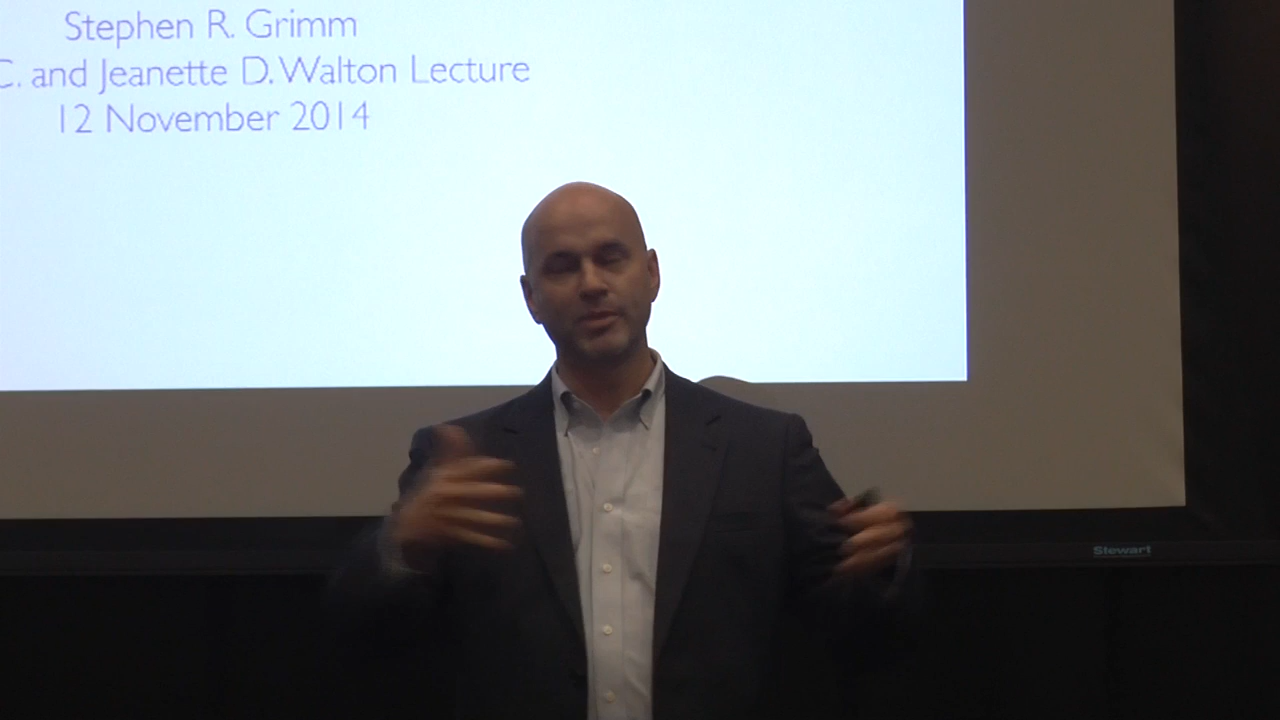 Stephen R. Grimm
C. and Jeanette D. Walton Lecture
12 November 2014
Stewart